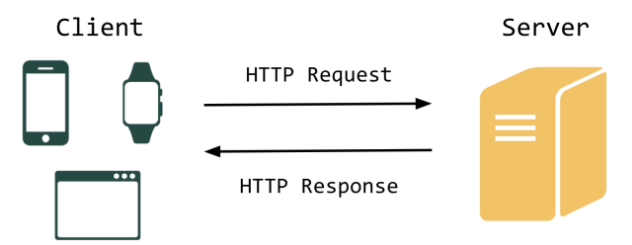 Client
Server
HTTP Request
HTTP Response